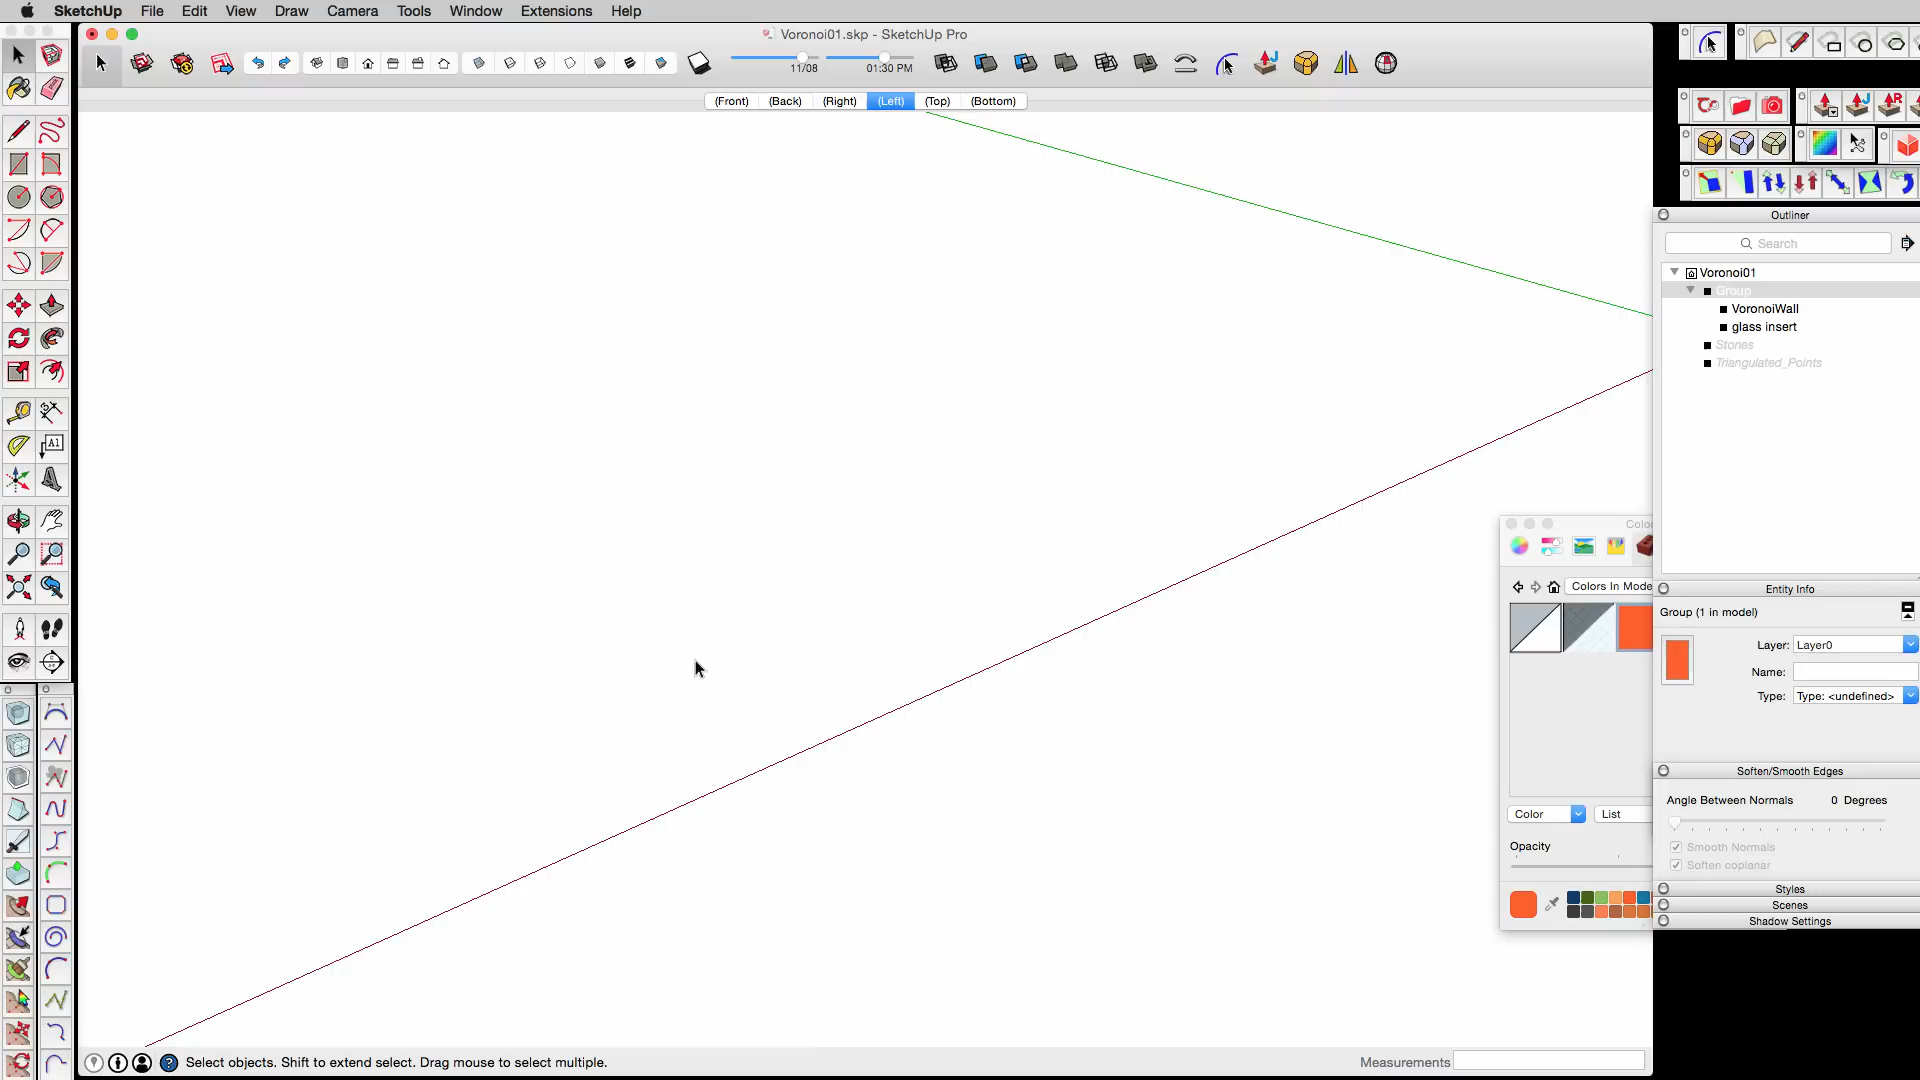 SketchUp File Edit View Draw Camera Tools Window Extensions Help
Voronoi01.skp - SketchUp Pro
11/08 01:30 PM
(Front) (Back) (Right) (Left) (Top) (Bottom)
A1
Outliner
Search
Voronoi01
Group
VoronoiWall
glass insert
Stones
Triangulated_Points
Colo
Colors In Mode
Color List
Opacity
Entity Info
Group (1 in model)
Layer: Layer0
Name:
Type: Type: <undefined>
Soften/Smooth Edges
Angle Between Normals 0 Degrees
Smooth Normals
Soften coplanar
Styles
Scenes
Shadow Settings
Select objects. Shift to extend select. Drag mouse to select multiple.
Measurements